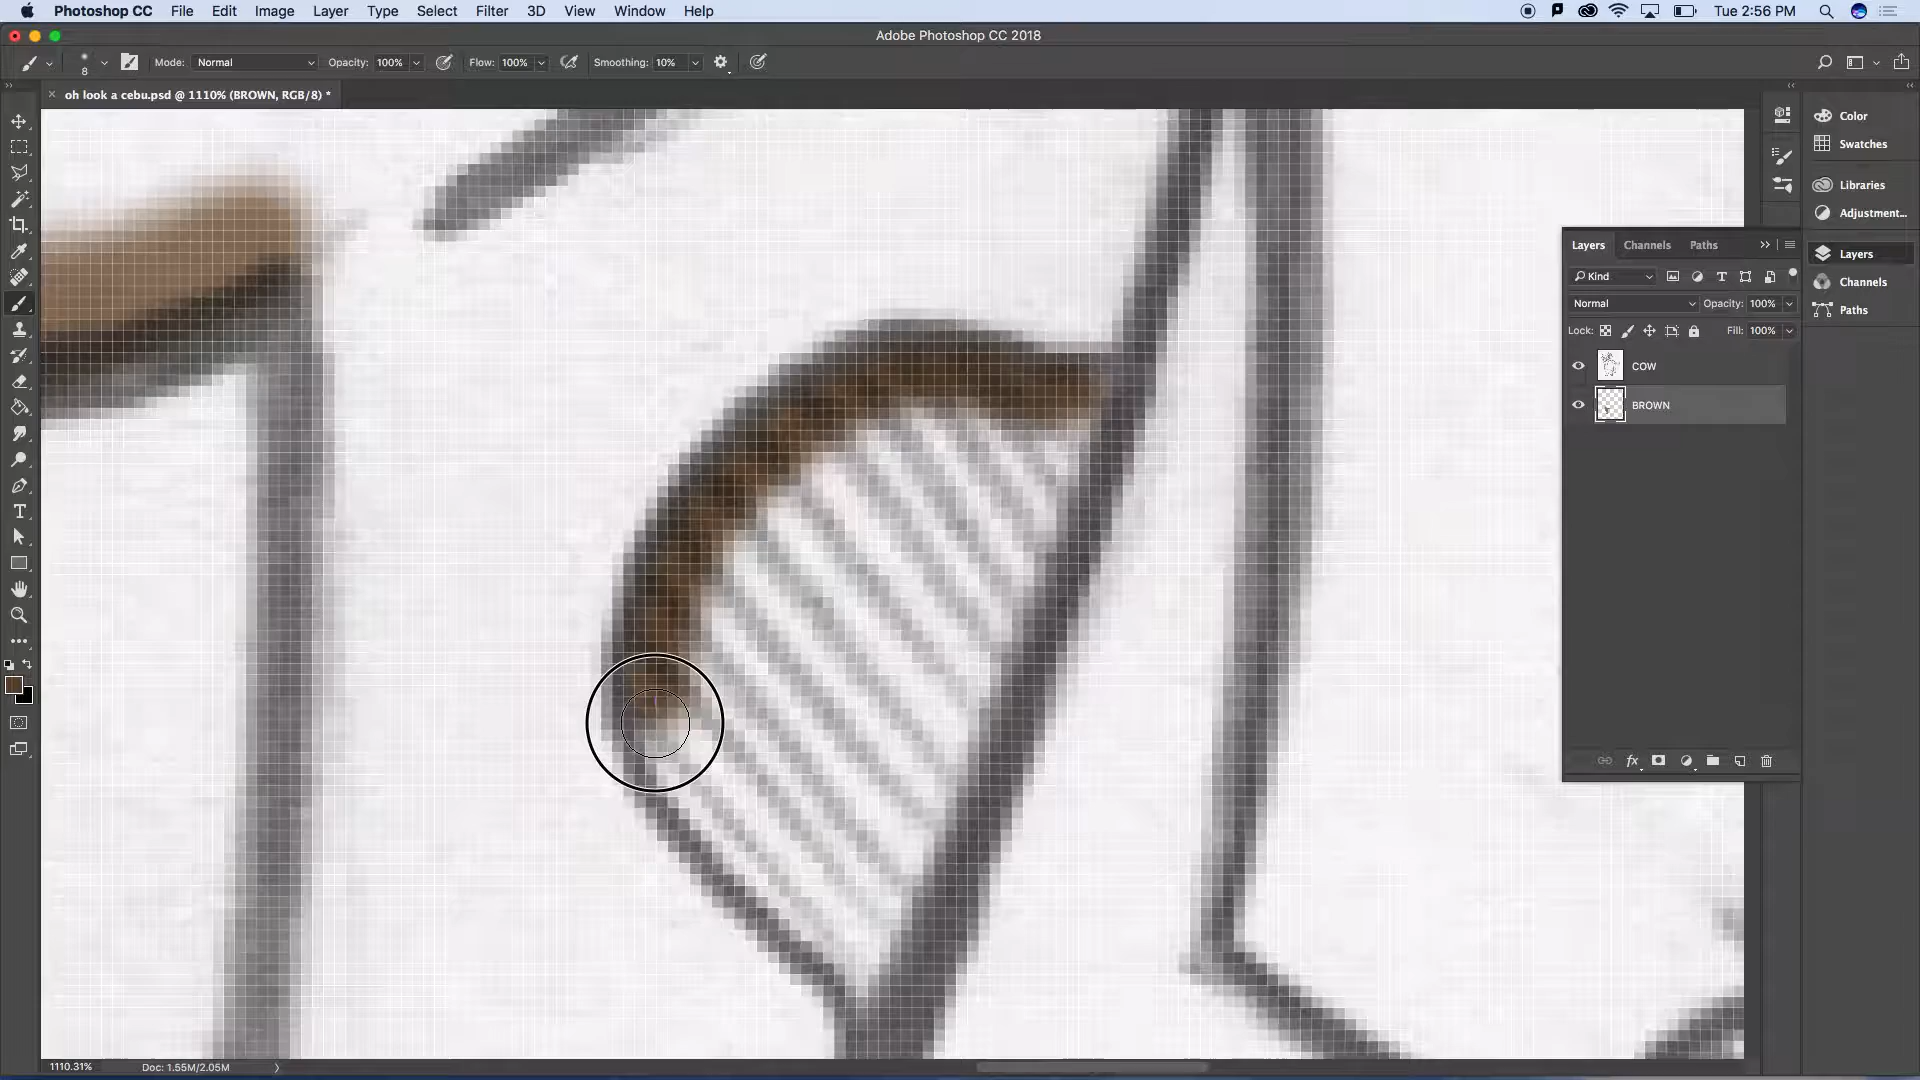 Photoshop CC File Edit Image Layer Type Select Filter 3D View Window Help Tue 2:56 PM
Adobe Photoshop CC 2018
8 Mode: Normal Opacity: 100% Flow: 100% Smoothing: 10%
oh look a cebu.psd @ 1110% (BROWN, RGB/8) *
Color
Swatches
Libraries
Adjustment...
Layers
Channels
Paths
Layers Channels Paths
Kind
Normal Opacity: 100%
Lock: Fill: 100%
COW
BROWN
fx
1110.31% Doc: 1.55M/2.05M